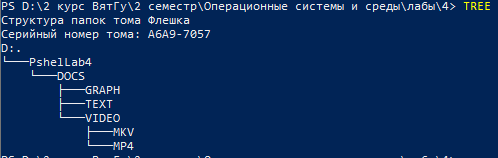 PS D:\2 курс ВятГу\2 семестр\Операционные системы и среды\лабы\4> TREE
Структура папок тома Флешка
Серийный номер тома: A6A9-7057
D:.
└───PshelLab4
    └───DOCS
        ├───GRAPH
        ├───TEXT
        └───VIDEO
            ├───MKV
            └───MP4